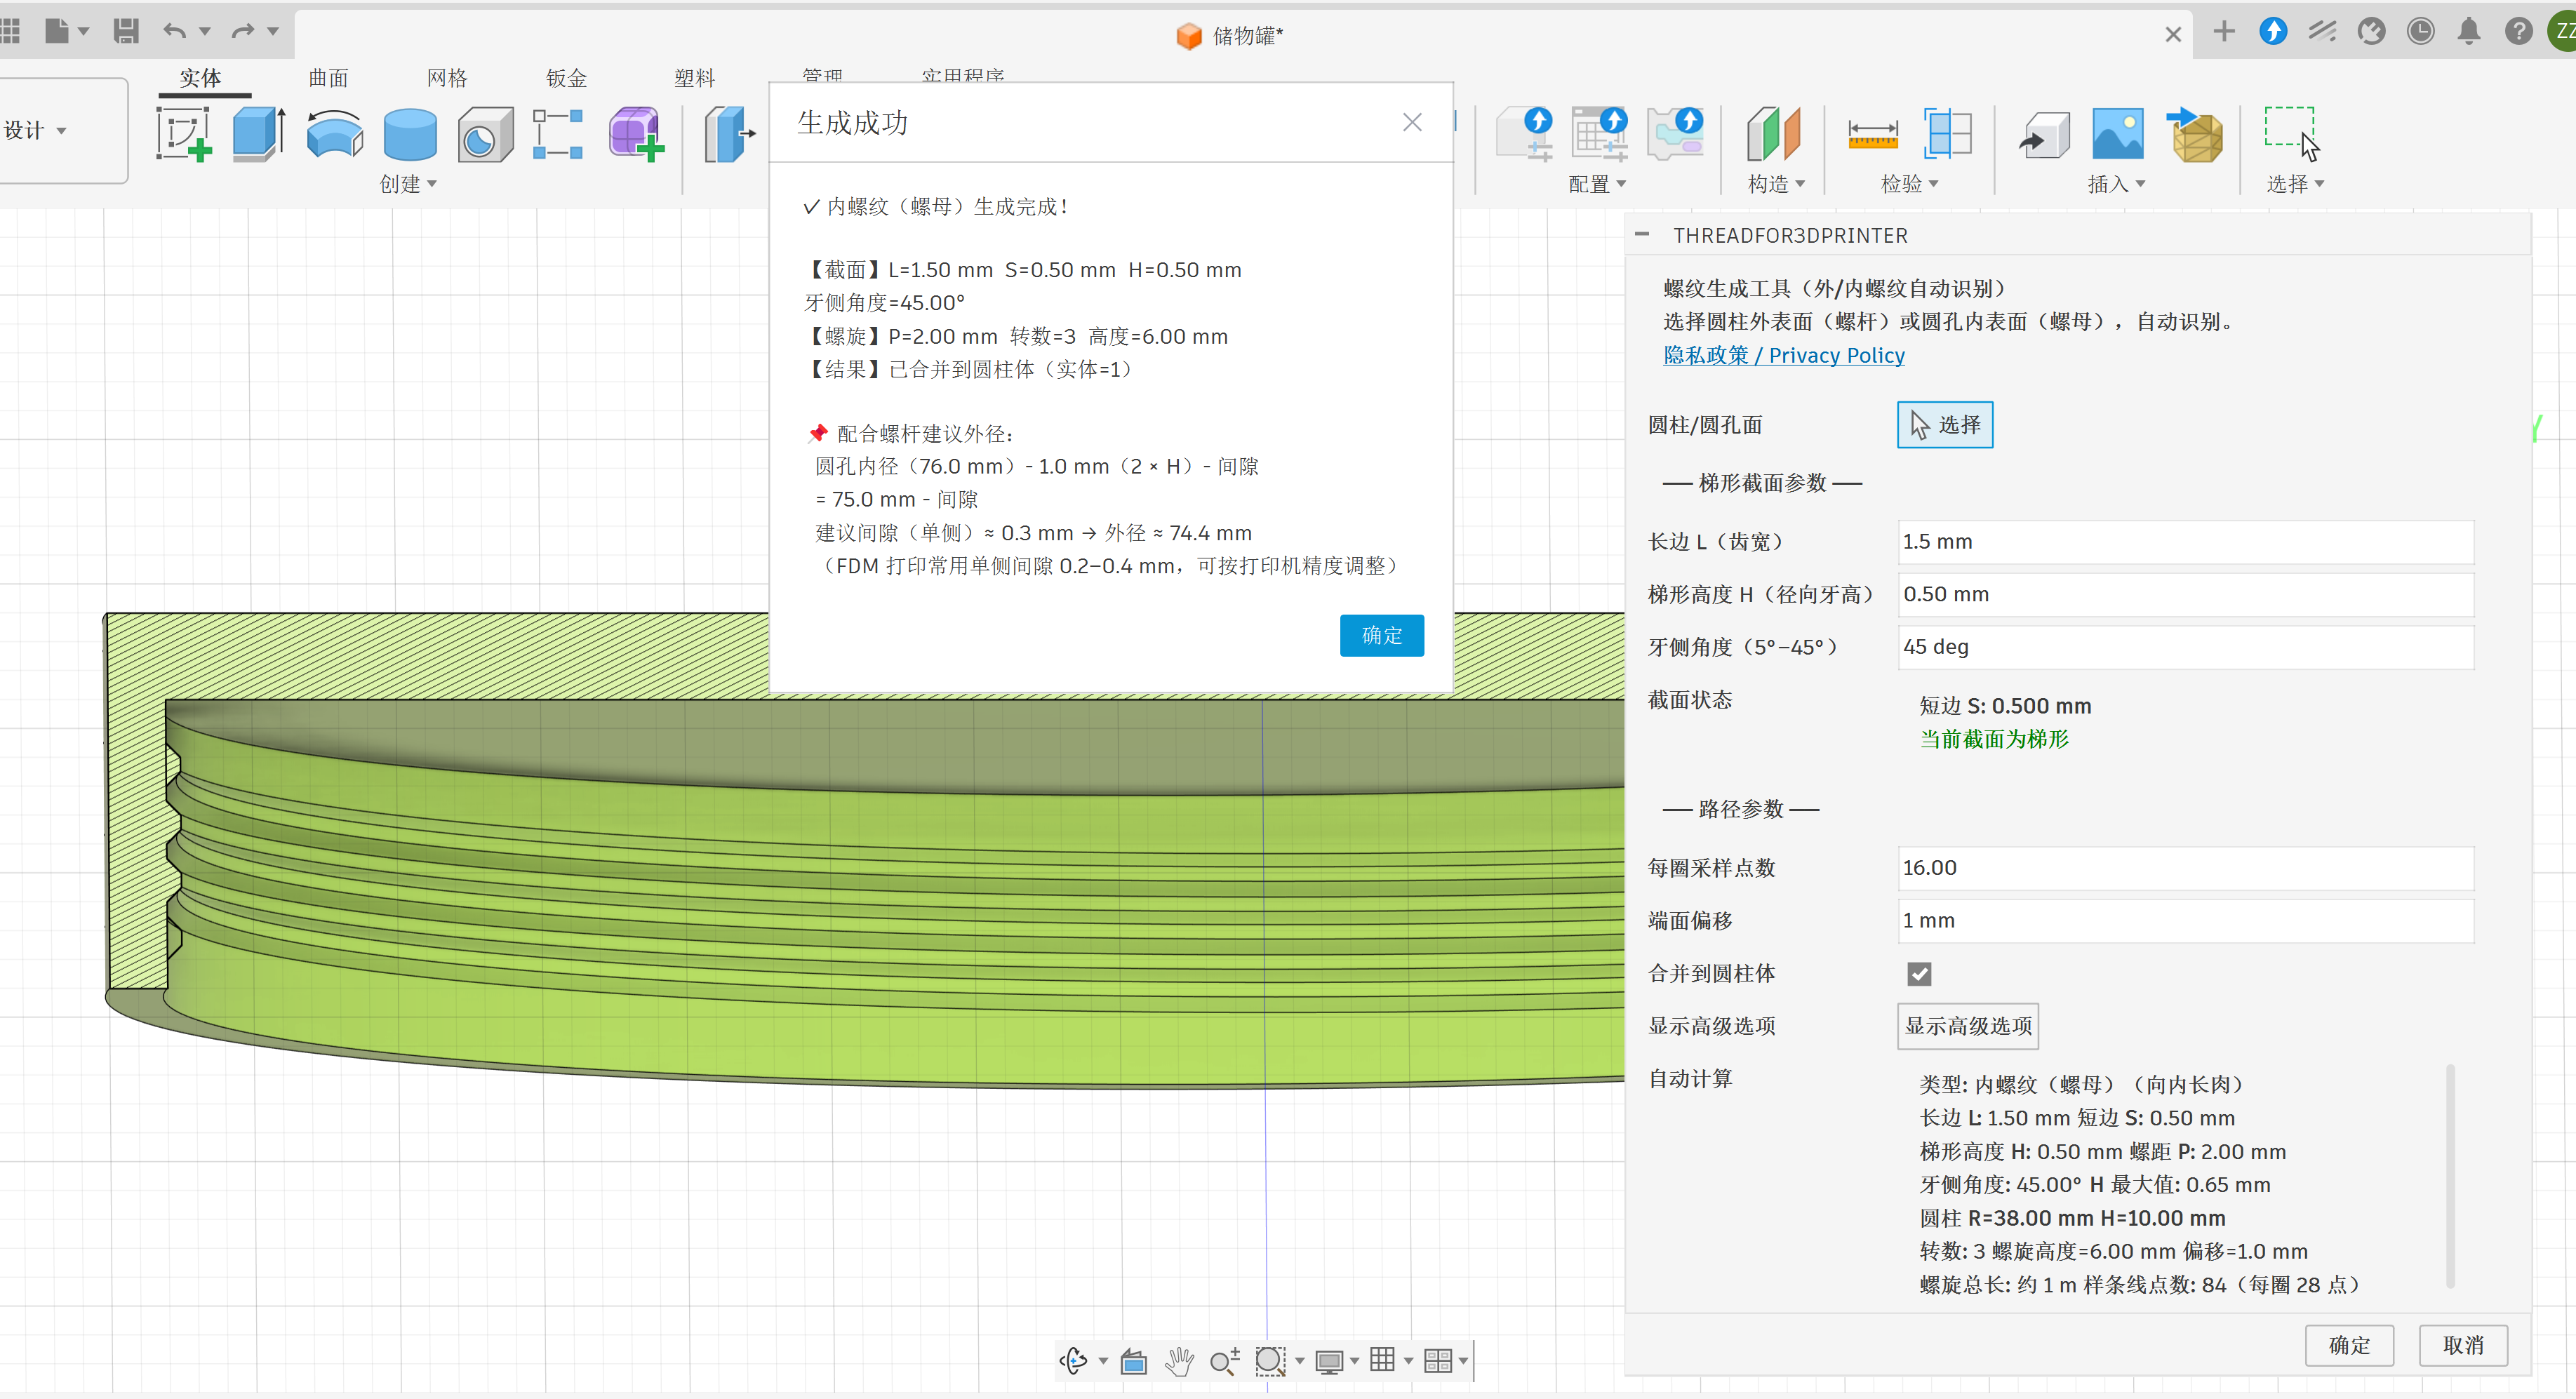 储物罐*
ZZ
实体 曲面 网格 钣金 塑料 管理 实用程序
设计
创建 配置 构造 检验 插入 选择
生成成功
✓ 内螺纹（螺母）生成完成！
【截面】L=1.50 mm S=0.50 mm H=0.50 mm
牙侧角度=45.00°
【螺旋】P=2.00 mm 转数=3 高度=6.00 mm
【结果】已合并到圆柱体（实体=1）
📌 配合螺杆建议外径：
圆孔内径（76.0 mm）- 1.0 mm（2 × H）- 间隙
= 75.0 mm - 间隙
建议间隙（单侧）≈ 0.3 mm → 外径 ≈ 74.4 mm
（FDM 打印常用单侧间隙 0.2–0.4 mm，可按打印机精度调整）
确定
THREADFOR3DPRINTER
螺纹生成工具（外/内螺纹自动识别）
选择圆柱外表面（螺杆）或圆孔内表面（螺母），自动识别。
隐私政策 / Privacy Policy
圆柱/圆孔面 选择
── 梯形截面参数 ──
长边 L（齿宽） 1.5 mm
梯形高度 H（径向牙高） 0.50 mm
牙侧角度（5°–45°） 45 deg
截面状态 短边 S: 0.500 mm
当前截面为梯形
── 路径参数 ──
每圈采样点数 16.00
端面偏移 1 mm
合并到圆柱体
显示高级选项 显示高级选项
自动计算 类型: 内螺纹（螺母）（向内长肉）
长边 L: 1.50 mm 短边 S: 0.50 mm
梯形高度 H: 0.50 mm 螺距 P: 2.00 mm
牙侧角度: 45.00° H 最大值: 0.65 mm
圆柱 R=38.00 mm H=10.00 mm
转数: 3 螺旋高度=6.00 mm 偏移=1.0 mm
螺旋总长: 约 1 m 样条线点数: 84（每圈 28 点）
确定 取消